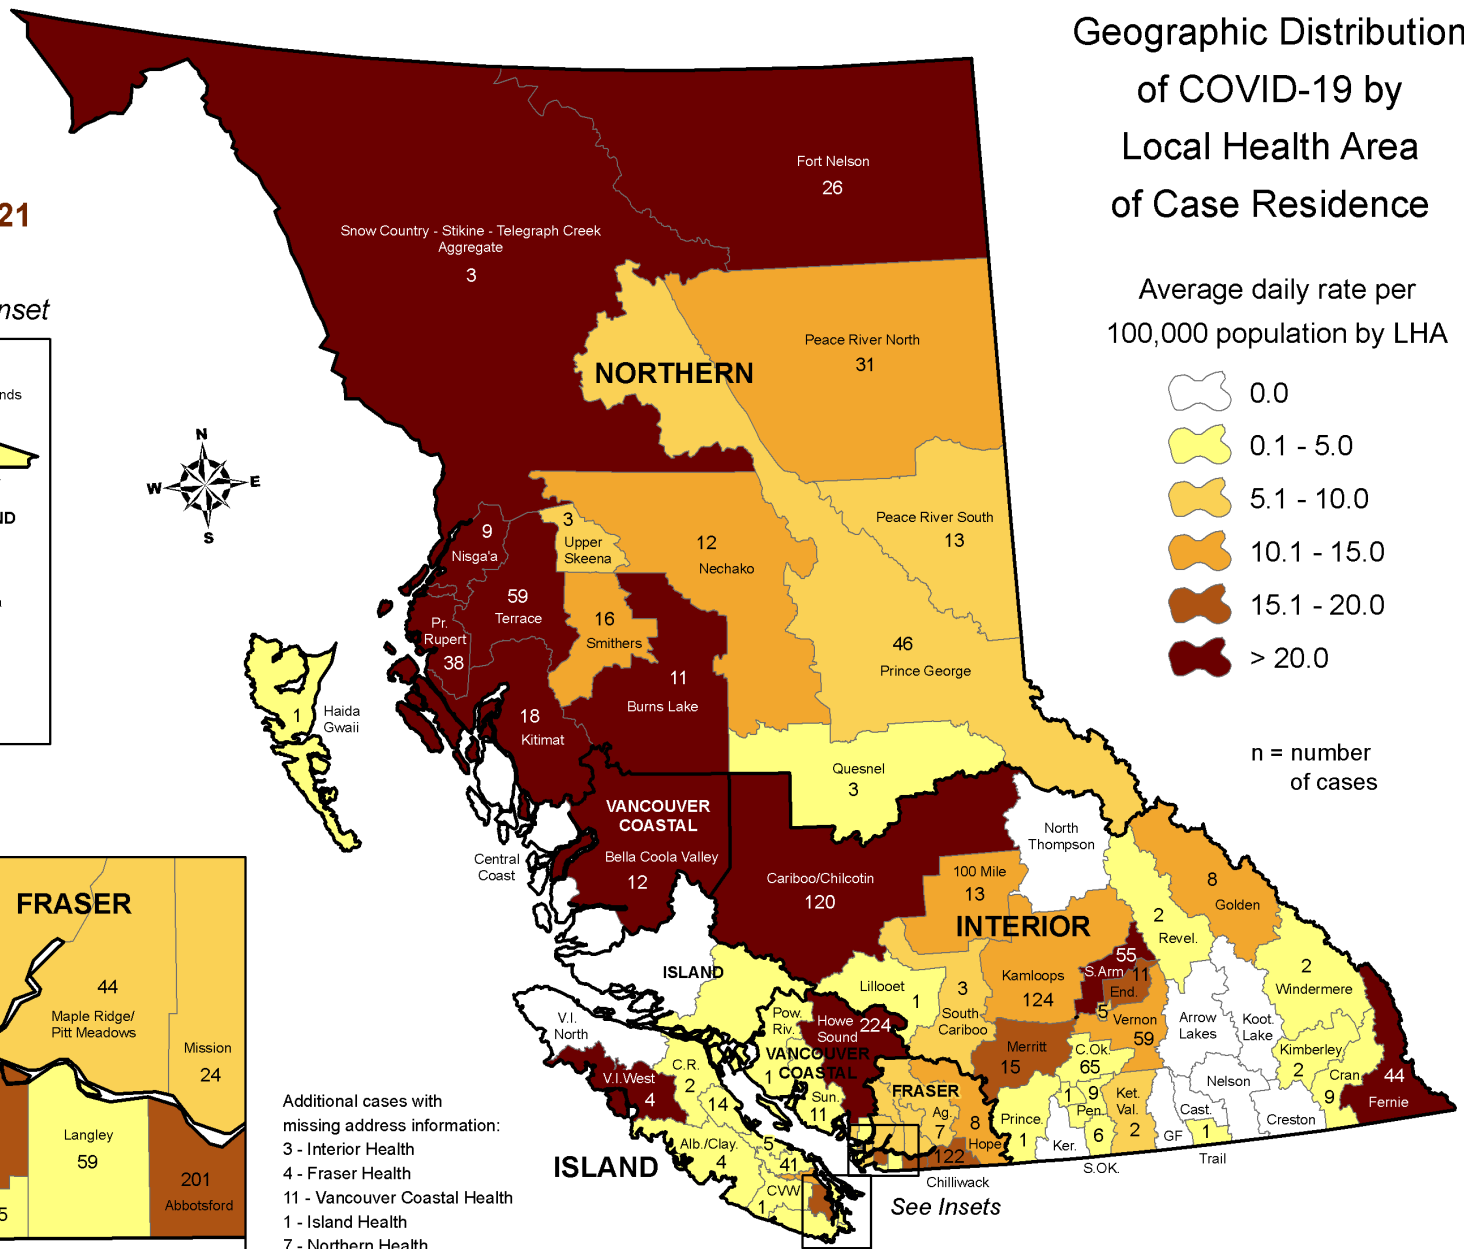 Geographic Distribution
of COVID-19 by
Local Health Area
of Case Residence
21
nset
nds
ND
Average daily rate per
100,000 population by LHA
0.0
0.1 - 5.0
5.1 - 10.0
10.1 - 15.0
15.1 - 20.0
> 20.0
n = number
of cases
N
W
E
S
Fort Nelson
26
Snow Country - Stikine - Telegraph Creek
Aggregate
3
NORTHERN
Peace River North
31
Peace River South
13
9
Nisga'a
3
Upper
Skeena
12
Nechako
59
Terrace
Pr.
Rupert
38
16
Smithers
46
Prince George
11
Burns Lake
18
Kitimat
1
Haida
Gwaii
Quesnel
3
VANCOUVER
COASTAL
Bella Coola Valley
12
Central
Coast
Cariboo/Chilcotin
120
North
Thompson
100 Mile
13
INTERIOR
8
Golden
2
Revel.
ISLAND
Lillooet
1
3
South
Cariboo
Kamloops
124
55
S.Arm
11
End.
5
Vernon
59
2
Windermere
Arrow
Lakes
Koot.
Lake
V.I.
North
Pow.
Riv.
Howe
Sound
224
VANCOUVER
COASTAL
1
Merritt
15
C.Ok.
65
Kimberley
2
Cran.
9
44
Fernie
V.I.West
4
C.R.
2
14
Sun.
11
FRASER
Ag.
7
8
Hope
122
Chilliwack
Prince.
1
1
9
Pen.
Ket.
Val.
2
Nelson
Cast.
Creston
Ker.
6
S.OK.
GF
1
Trail
Alb./Clay.
4
5
41
CVW
1
ISLAND
See Insets
FRASER
44
Maple Ridge/
Pitt Meadows
Mission
24
Langley
59
201
Abbotsford
5
Additional cases with
missing address information:
3 - Interior Health
4 - Fraser Health
11 - Vancouver Coastal Health
1 - Island Health
7 - Northern Health